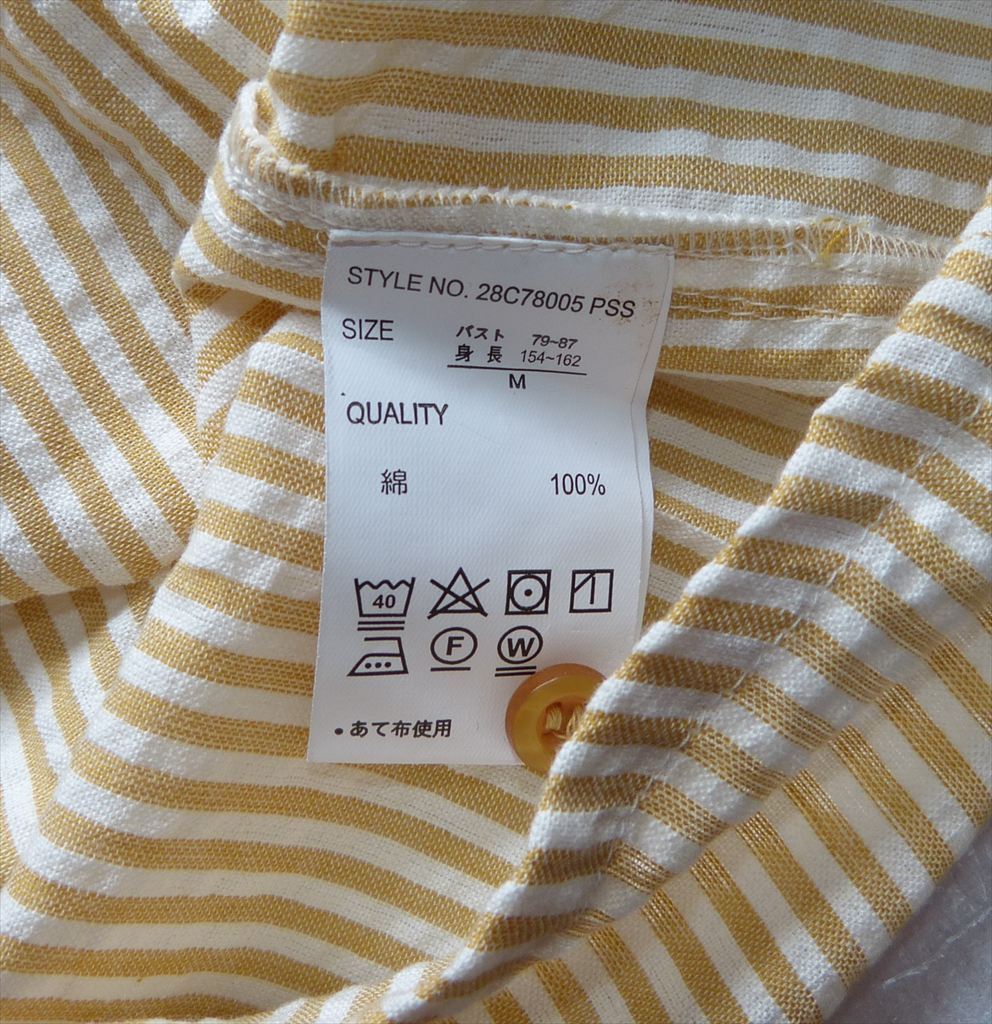 STYLE NO. 28C78005 PSS
SIZE
バスト 79~87
身長 154~162
M
QUALITY
綿 100%
40
F W
•あて布使用